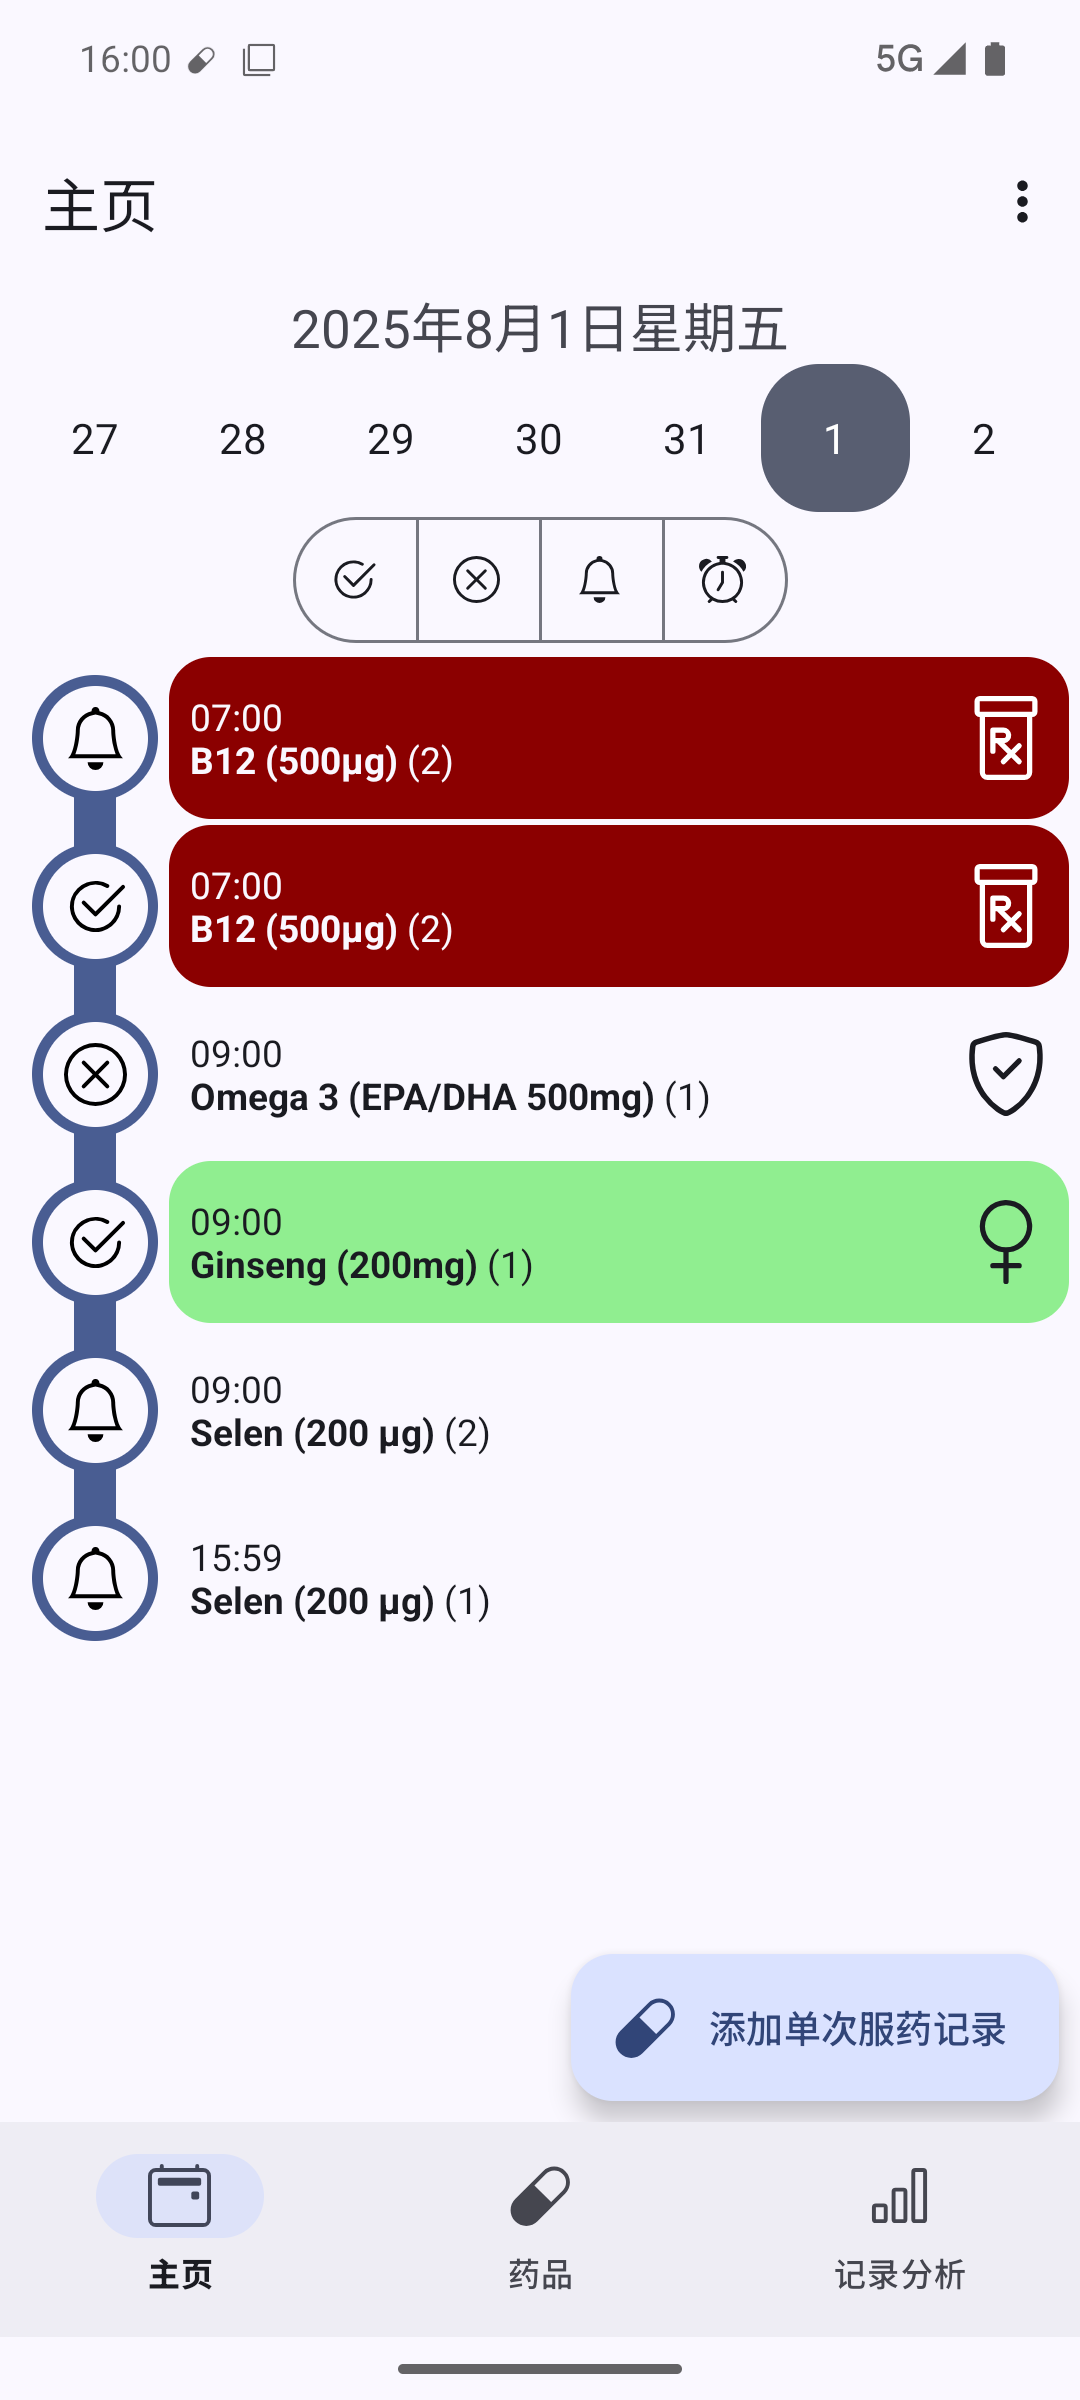 16:00
5G
主页
2025年8月1日星期五
27 28 29 30 31 1 2
07:00
B12 (500µg) (2)
07:00
B12 (500µg) (2)
09:00
Omega 3 (EPA/DHA 500mg) (1)
09:00
Ginseng (200mg) (1)
09:00
Selen (200 µg) (2)
15:59
Selen (200 µg) (1)
添加单次服药记录
主页
药品
记录分析